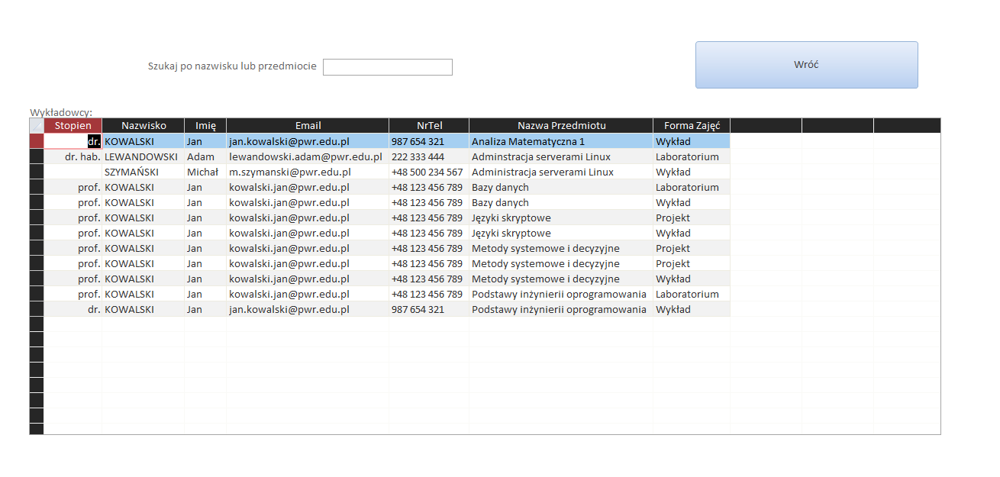 Szukaj po nazwisku lub przedmiocie
Wróć
Wykładowcy:
Stopien Nazwisko Imię Email NrTel Nazwa Przedmiotu Forma Zajęć
dr. KOWALSKI Jan jan.kowalski@pwr.edu.pl 987 654 321 Analiza Matematyczna 1 Wykład
dr. hab. LEWANDOWSKI Adam lewandowski.adam@pwr.edu.pl 222 333 444 Adminstracja serverami Linux Laboratorium
SZYMAŃSKI Michał m.szymanski@pwr.edu.pl +48 500 234 567 Administracja serverami Linux Wykład
prof. KOWALSKI Jan kowalski.jan@pwr.edu.pl +48 123 456 789 Bazy danych Laboratorium
prof. KOWALSKI Jan kowalski.jan@pwr.edu.pl +48 123 456 789 Bazy danych Wykład
prof. KOWALSKI Jan kowalski.jan@pwr.edu.pl +48 123 456 789 Języki skryptowe Projekt
prof. KOWALSKI Jan kowalski.jan@pwr.edu.pl +48 123 456 789 Języki skryptowe Wykład
prof. KOWALSKI Jan kowalski.jan@pwr.edu.pl +48 123 456 789 Metody systemowe i decyzyjne Projekt
prof. KOWALSKI Jan kowalski.jan@pwr.edu.pl +48 123 456 789 Metody systemowe i decyzyjne Projekt
prof. KOWALSKI Jan kowalski.jan@pwr.edu.pl +48 123 456 789 Metody systemowe i decyzyjne Wykład
prof. KOWALSKI Jan kowalski.jan@pwr.edu.pl +48 123 456 789 Podstawy inżynierii oprogramowania Laboratorium
dr. KOWALSKI Jan jan.kowalski@pwr.edu.pl 987 654 321 Podstawy inżynierii oprogramowania Wykład